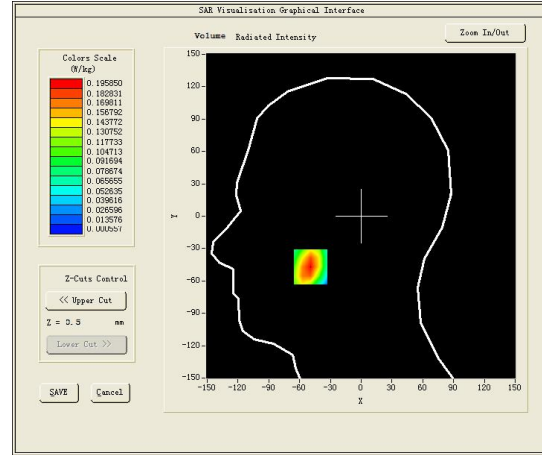 SAR Visualisation Graphical Interface
Volume Radiated Intensity
Zoom In/Out
Colors Scale
(W/kg)
0.195850
0.182831
0.169811
0.156792
0.143772
0.130752
0.117733
0.104713
0.091694
0.078674
0.065655
0.052635
0.039616
0.026596
0.013576
0.000557
Z-Cuts Control
<< Upper Cut
Z = 3.5 mm
Lower Cut >>
SAVE
Cancel
150
120
90
60
30
0
-30
-60
-90
-120
-150
Y
-150 -120 -90 -60 -30 0 30 60 90 120 150
X